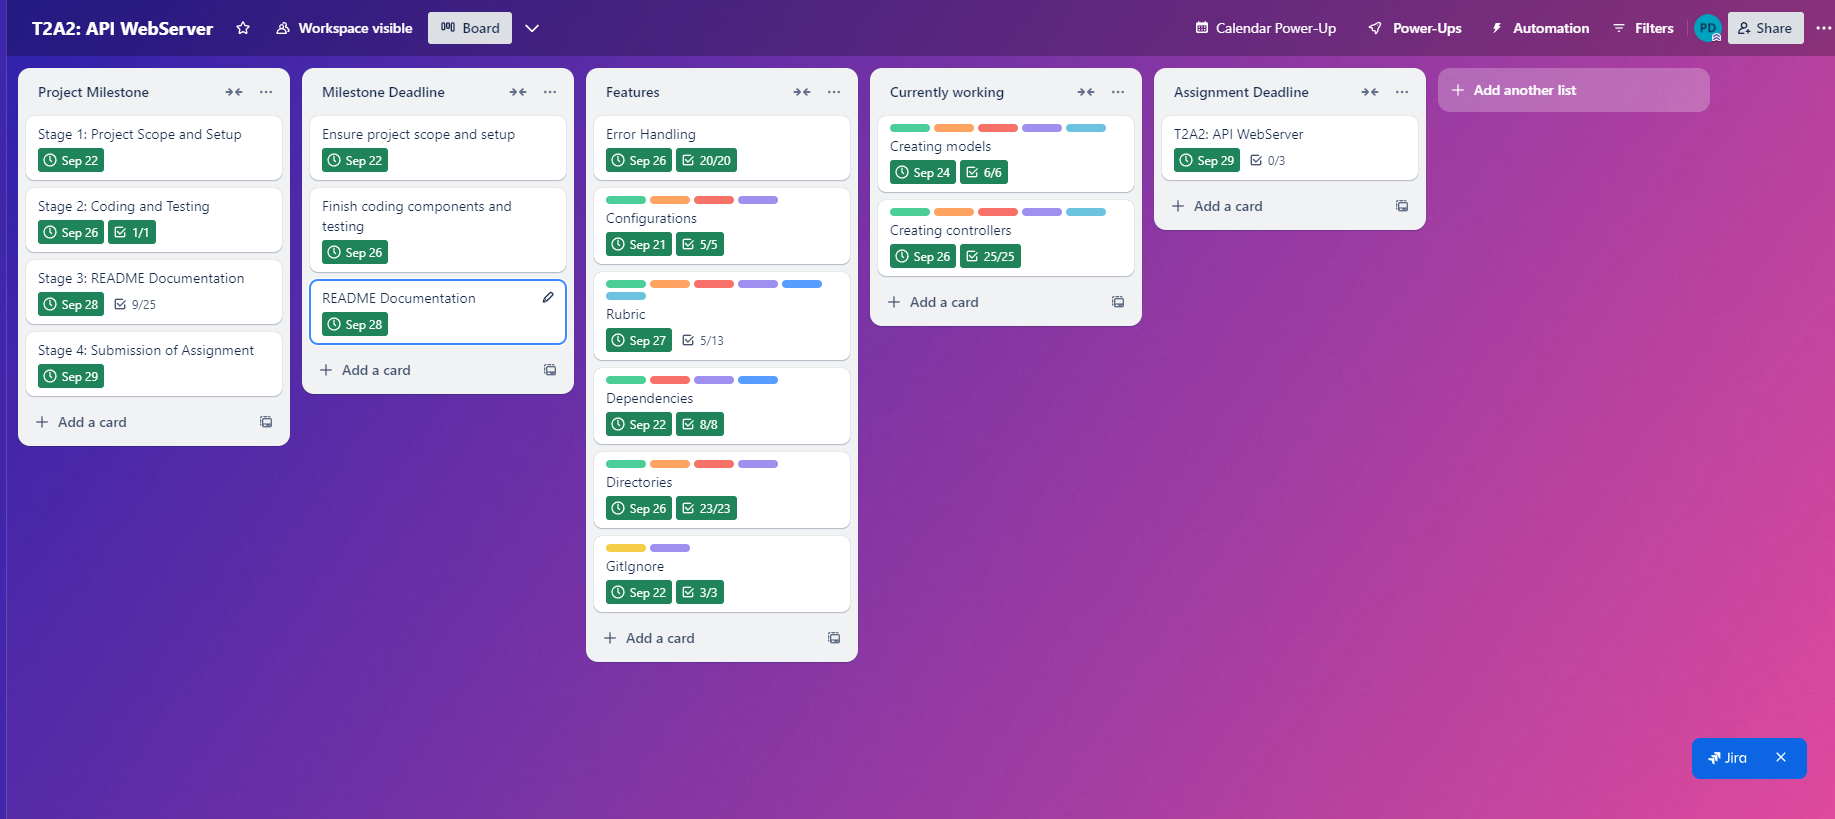 T2A2: API WebServer
Workspace visible
Board
Calendar Power-Up
Power-Ups
Automation
Filters
PD
Share
Project Milestone
Stage 1: Project Scope and Setup
Sep 22
Stage 2: Coding and Testing
Sep 26 1/1
Stage 3: README Documentation
Sep 28 9/25
Stage 4: Submission of Assignment
Sep 29
+ Add a card
Milestone Deadline
Ensure project scope and setup
Sep 22
Finish coding components and
testing
Sep 26
README Documentation
Sep 28
+ Add a card
Features
Error Handling
Sep 26 20/20
Configurations
Sep 21 5/5
Rubric
Sep 27 5/13
Dependencies
Sep 22 8/8
Directories
Sep 26 23/23
GitIgnore
Sep 22 3/3
+ Add a card
Currently working
Creating models
Sep 24 6/6
Creating controllers
Sep 26 25/25
+ Add a card
Assignment Deadline
T2A2: API WebServer
Sep 29 0/3
+ Add a card
+ Add another list
Jira